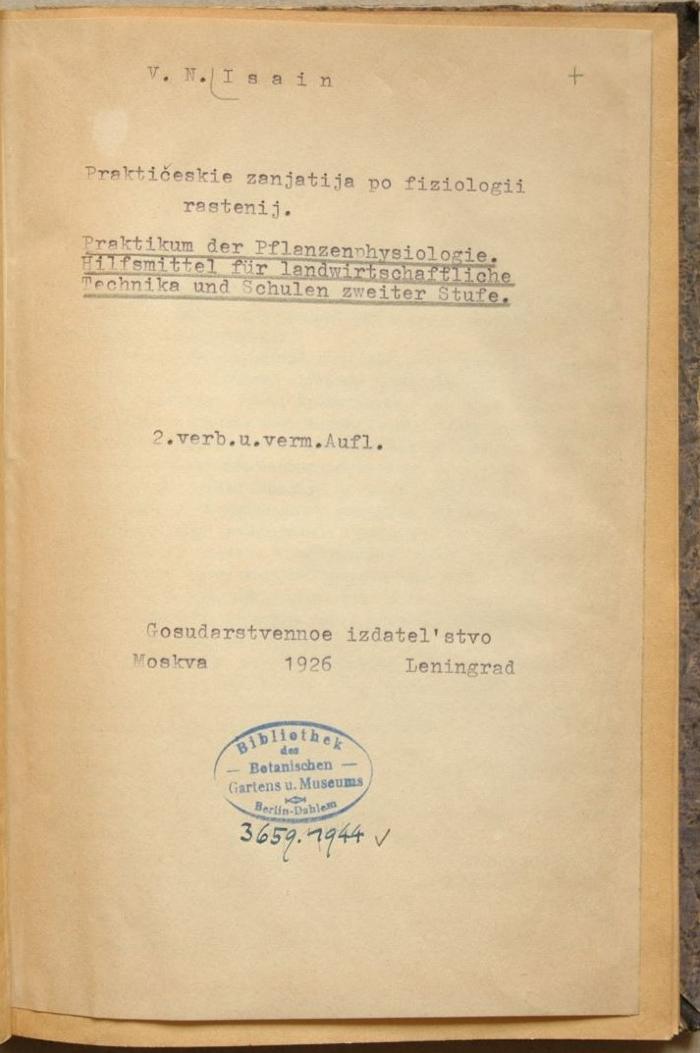 V. N. I s a i n
+
Praktičeskie zanjatija po fiziologii
rastenij.
Praktikum der Pflanzenphysiologie.
Hilfsmittel für landwirtschaftliche
Technika und Schulen zweiter Stufe.
2.verb.u.verm.Aufl.
Gosudarstvennoe izdatel'stvo
Moskva 1926 Leningrad
Bibliothek
des
— Botanischen —
Gartens u. Museums
Berlin-Dahlem
3659.1944 ✓